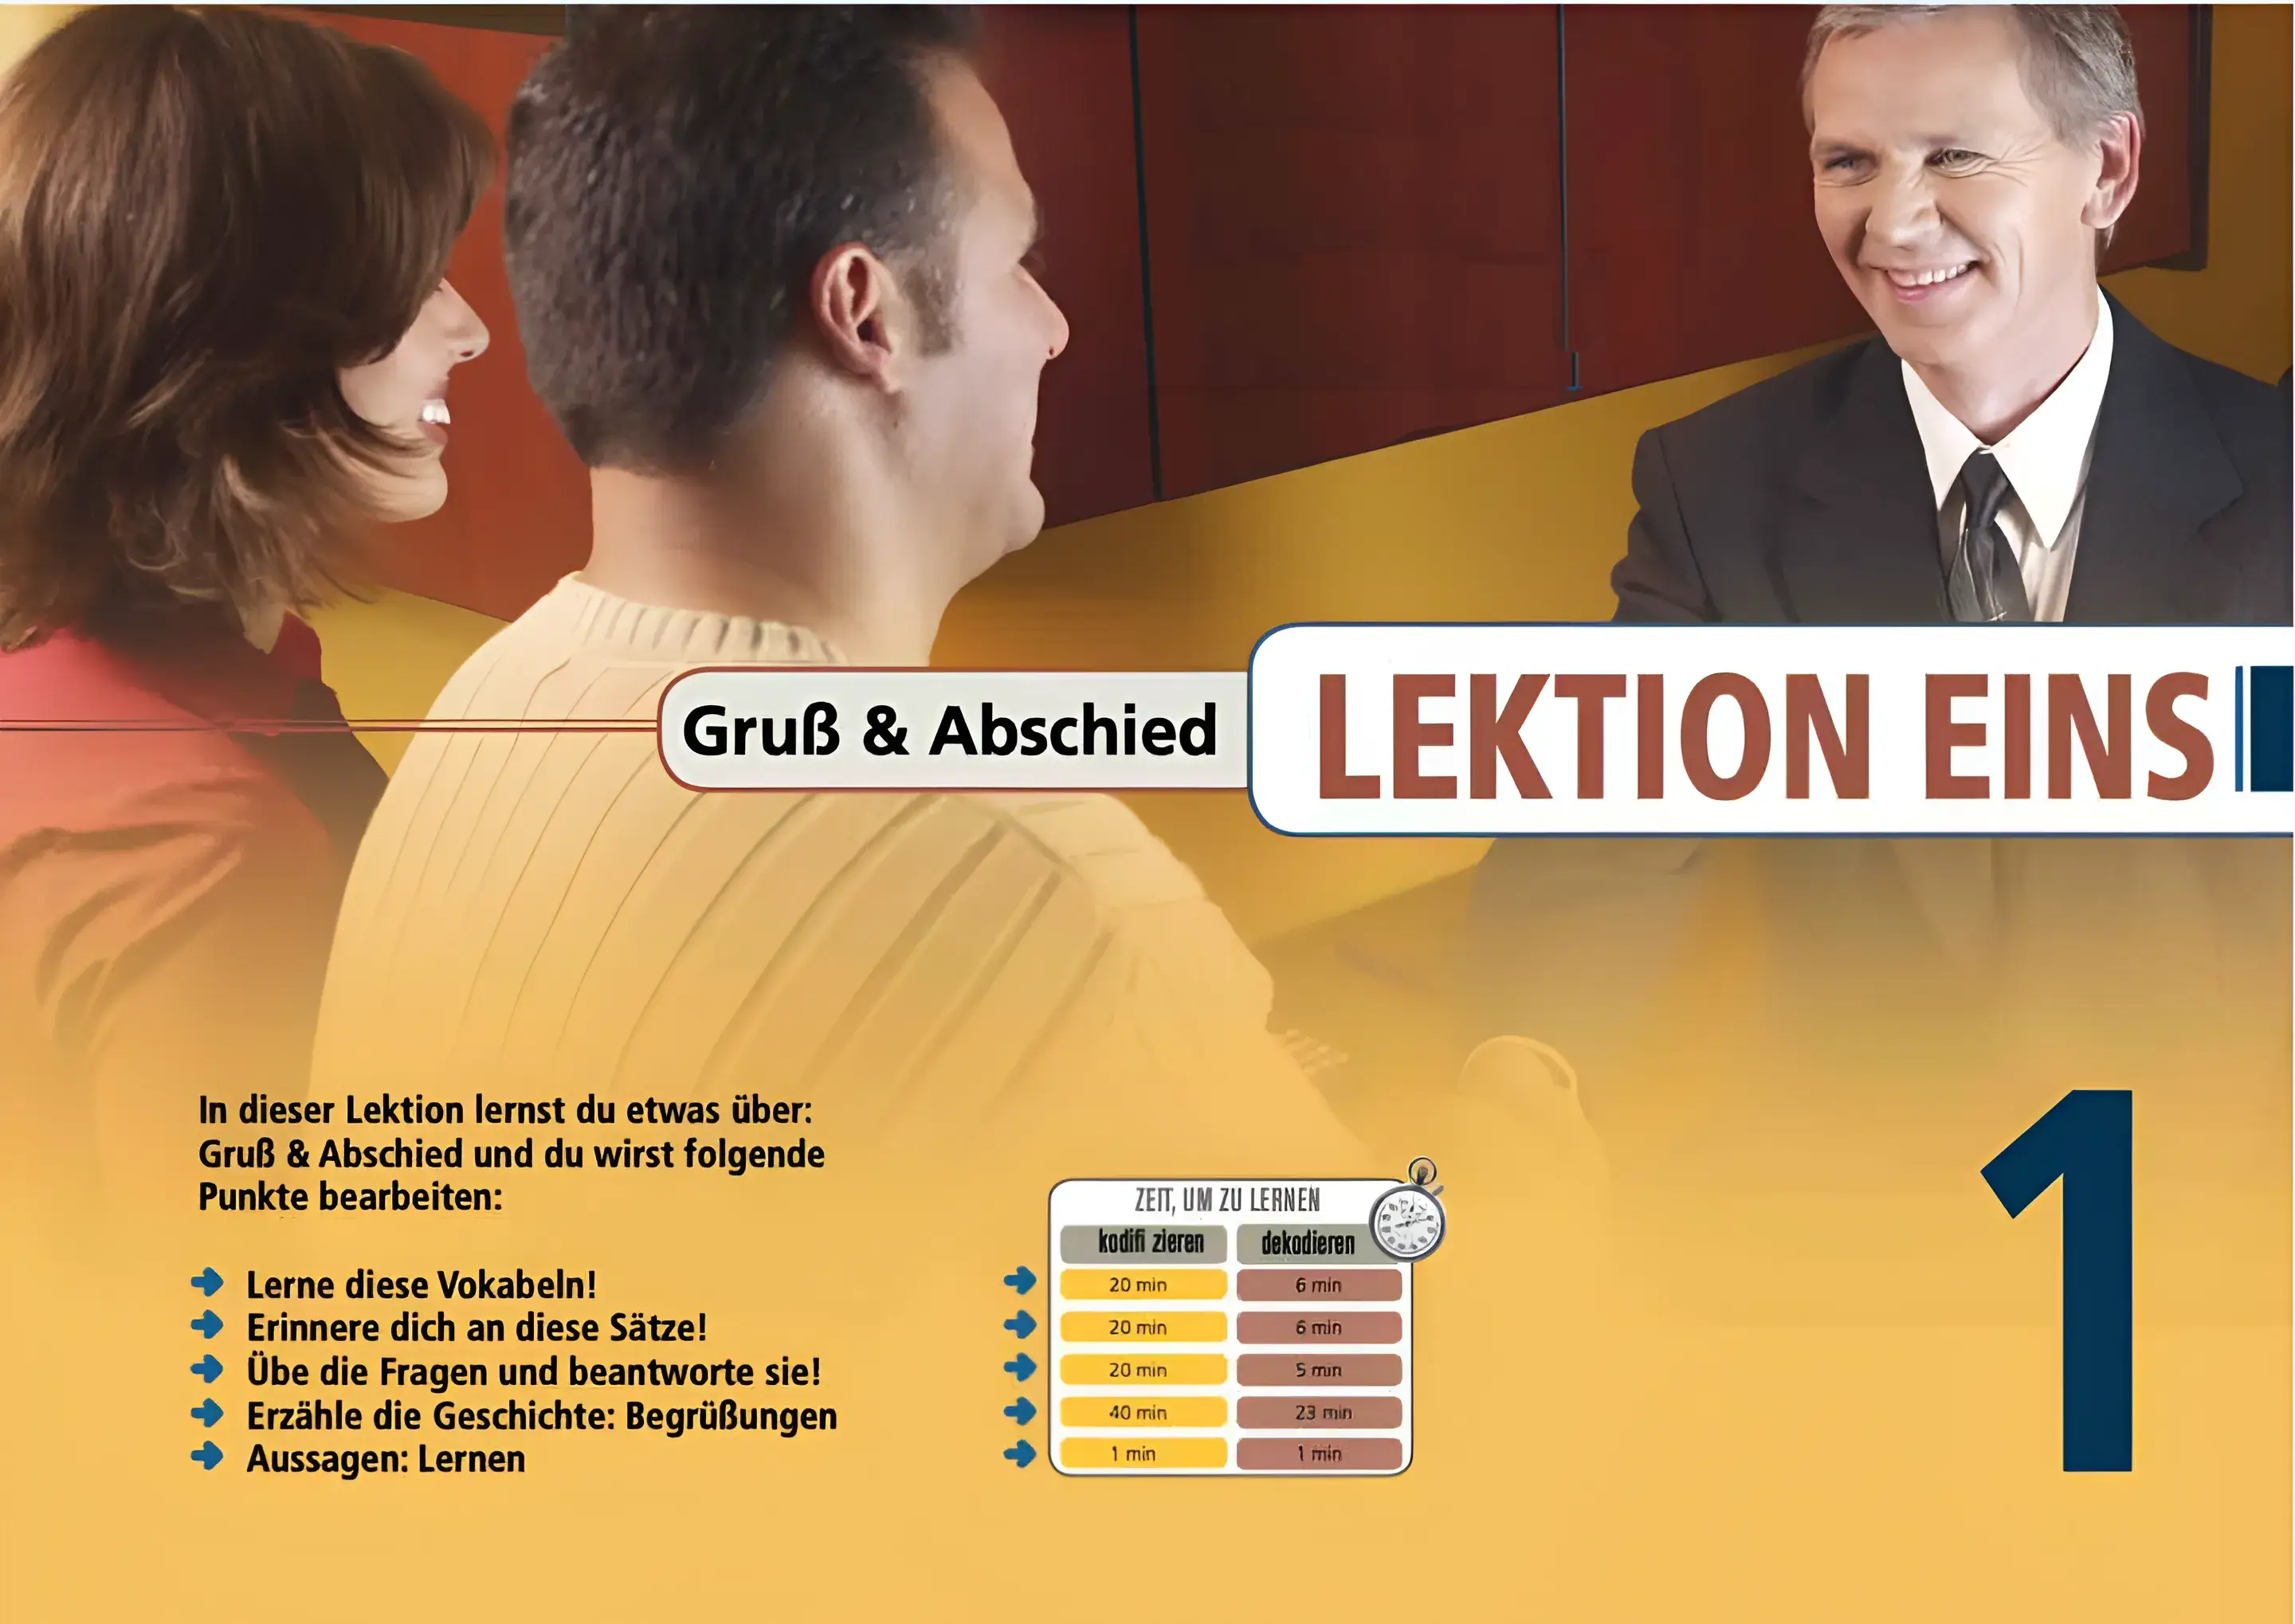 Gruß & Abschied
LEKTION EINS
In dieser Lektion lernst du etwas über:
Gruß & Abschied und du wirst folgende
Punkte bearbeiten:
Lerne diese Vokabeln!
Erinnere dich an diese Sätze!
Übe die Fragen und beantworte sie!
Erzähle die Geschichte: Begrüßungen
Aussagen: Lernen
ZEIT, UM ZU LERNEN
kodifi zieren dekodieren
20 min 6 min
20 min 6 min
20 min 5 min
40 min 23 min
1 min 1 min
1